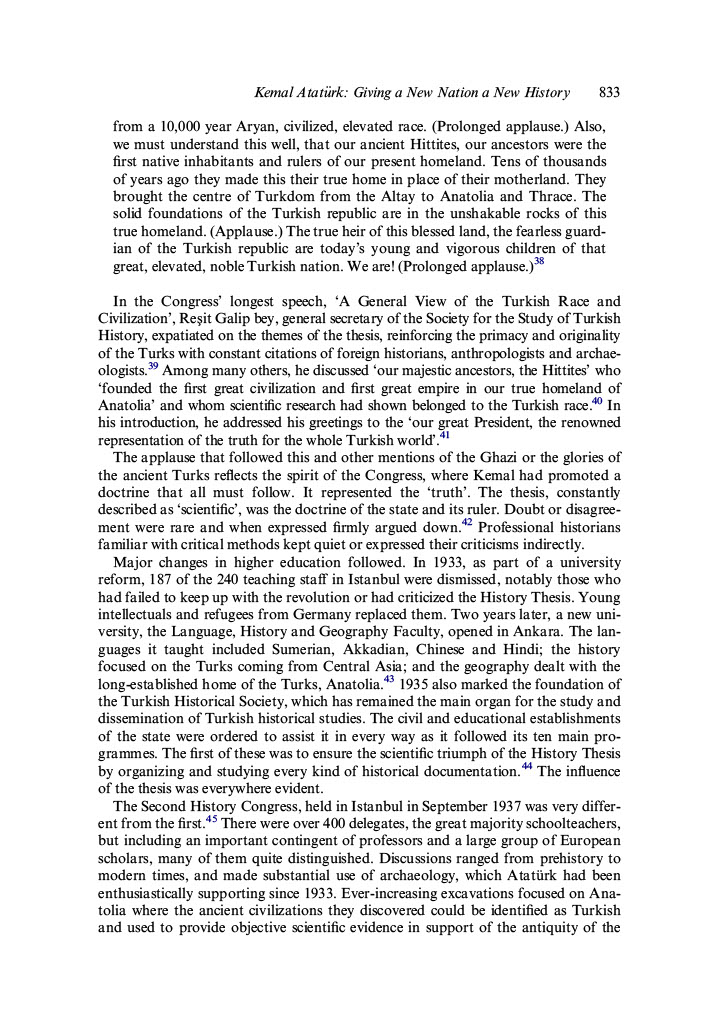 Kemal Atatürk: Giving a New Nation a New History 833
from a 10,000 year Aryan, civilized, elevated race. (Prolonged applause.) Also,
we must understand this well, that our ancient Hittites, our ancestors were the
first native inhabitants and rulers of our present homeland. Tens of thousands
of years ago they made this their true home in place of their motherland. They
brought the centre of Turkdom from the Altay to Anatolia and Thrace. The
solid foundations of the Turkish republic are in the unshakable rocks of this
true homeland. (Applause.) The true heir of this blessed land, the fearless guard-
ian of the Turkish republic are today's young and vigorous children of that
great, elevated, noble Turkish nation. We are! (Prolonged applause.)38
In the Congress' longest speech, 'A General View of the Turkish Race and
Civilization', Reşit Galip bey, general secretary of the Society for the Study of Turkish
History, expatiated on the themes of the thesis, reinforcing the primacy and originality
of the Turks with constant citations of foreign historians, anthropologists and archae-
ologists.39 Among many others, he discussed 'our majestic ancestors, the Hittites' who
'founded the first great civilization and first great empire in our true homeland of
Anatolia' and whom scientific research had shown belonged to the Turkish race.40 In
his introduction, he addressed his greetings to the 'our great President, the renowned
representation of the truth for the whole Turkish world'.41
The applause that followed this and other mentions of the Ghazi or the glories of
the ancient Turks reflects the spirit of the Congress, where Kemal had promoted a
doctrine that all must follow. It represented the 'truth'. The thesis, constantly
described as 'scientific', was the doctrine of the state and its ruler. Doubt or disagree-
ment were rare and when expressed firmly argued down.42 Professional historians
familiar with critical methods kept quiet or expressed their criticisms indirectly.
Major changes in higher education followed. In 1933, as part of a university
reform, 187 of the 240 teaching staff in Istanbul were dismissed, notably those who
had failed to keep up with the revolution or had criticized the History Thesis. Young
intellectuals and refugees from Germany replaced them. Two years later, a new uni-
versity, the Language, History and Geography Faculty, opened in Ankara. The lan-
guages it taught included Sumerian, Akkadian, Chinese and Hindi; the history
focused on the Turks coming from Central Asia; and the geography dealt with the
long-established home of the Turks, Anatolia.43 1935 also marked the foundation of
the Turkish Historical Society, which has remained the main organ for the study and
dissemination of Turkish historical studies. The civil and educational establishments
of the state were ordered to assist it in every way as it followed its ten main pro-
grammes. The first of these was to ensure the scientific triumph of the History Thesis
by organizing and studying every kind of historical documentation.44 The influence
of the thesis was everywhere evident.
The Second History Congress, held in Istanbul in September 1937 was very differ-
ent from the first.45 There were over 400 delegates, the great majority schoolteachers,
but including an important contingent of professors and a large group of European
scholars, many of them quite distinguished. Discussions ranged from prehistory to
modern times, and made substantial use of archaeology, which Atatürk had been
enthusiastically supporting since 1933. Ever-increasing excavations focused on Ana-
tolia where the ancient civilizations they discovered could be identified as Turkish
and used to provide objective scientific evidence in support of the antiquity of the